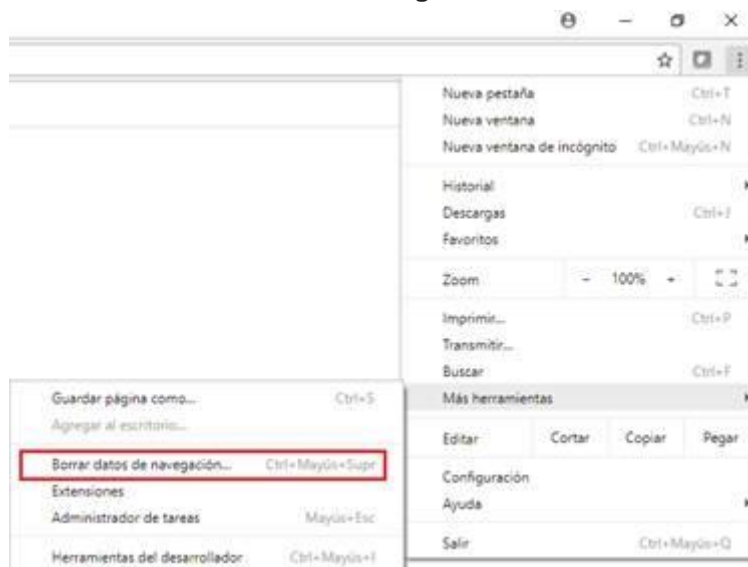 Nueva pestaña Ctrl+T
Nueva ventana Ctrl+N
Nueva ventana de incógnito Ctrl+Mayús+N
Historial
Descargas Ctrl+J
Favoritos
Zoom - 100% +
Imprimir... Ctrl+P
Transmitir...
Buscar Ctrl+F
Más herramientas
Editar Cortar Copiar Pegar
Configuración
Ayuda
Salir Ctrl+Mayús+Q
Guardar página como... Ctrl+S
Agregar al escritorio...
Borrar datos de navegación... Ctrl+Mayús+Supr
Extensiones
Administrador de tareas Mayús+Esc
Herramientas del desarrollador Ctrl+Mayús+I